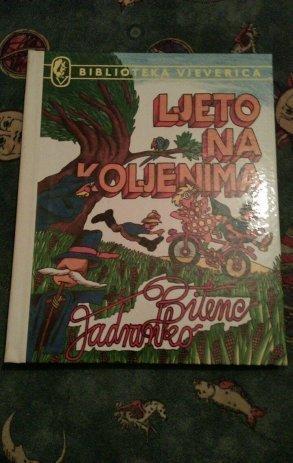 BIBLIOTEKA VJEVERICA
LJETO
NA
KOLJENIMA
Bitenc
Jadranko